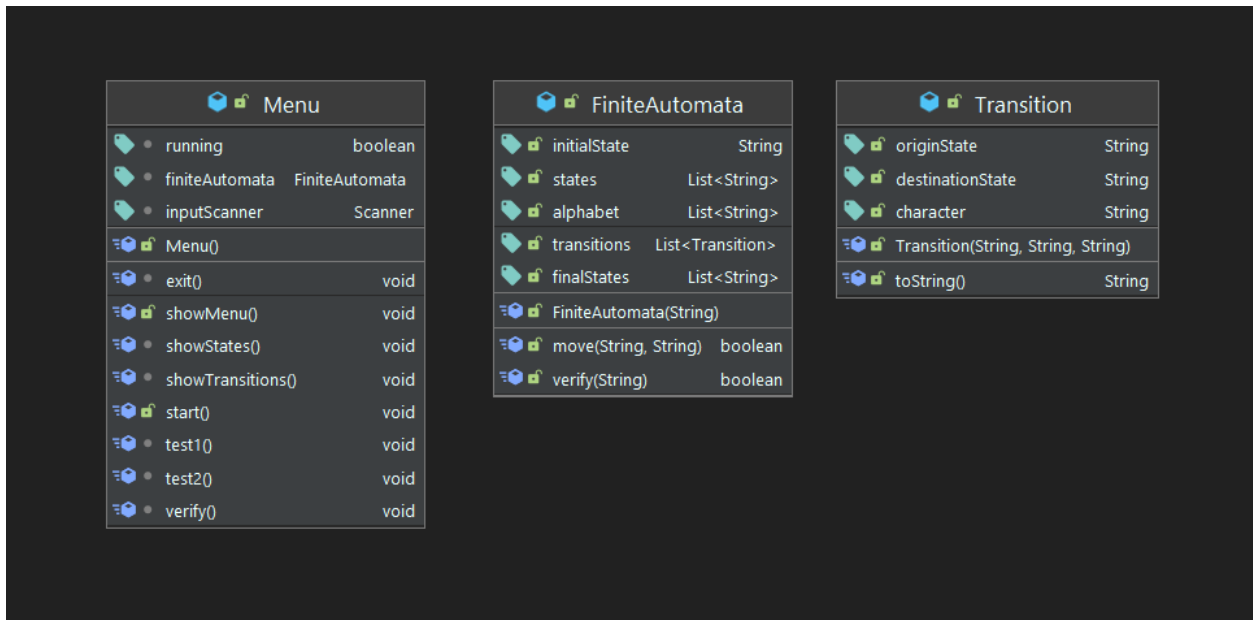 Menu
running boolean
finiteAutomata FiniteAutomata
inputScanner Scanner
Menu()
exit() void
showMenu() void
showStates() void
showTransitions() void
start() void
test1() void
test2() void
verify() void
FiniteAutomata
initialState String
states List<String>
alphabet List<String>
transitions List<Transition>
finalStates List<String>
FiniteAutomata(String)
move(String, String) boolean
verify(String) boolean
Transition
originState String
destinationState String
character String
Transition(String, String, String)
toString() String